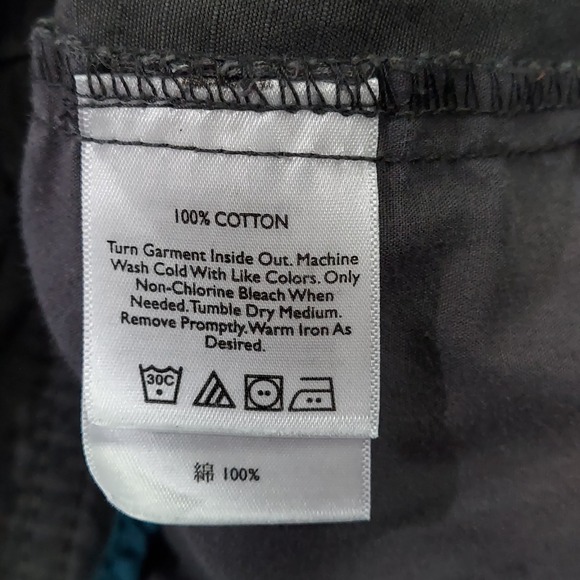 100% COTTON
Turn Garment Inside Out. Machine
Wash Cold With Like Colors. Only
Non-Chlorine Bleach When
Needed. Tumble Dry Medium.
Remove Promptly. Warm Iron As
Desired.
30C
綿 100%